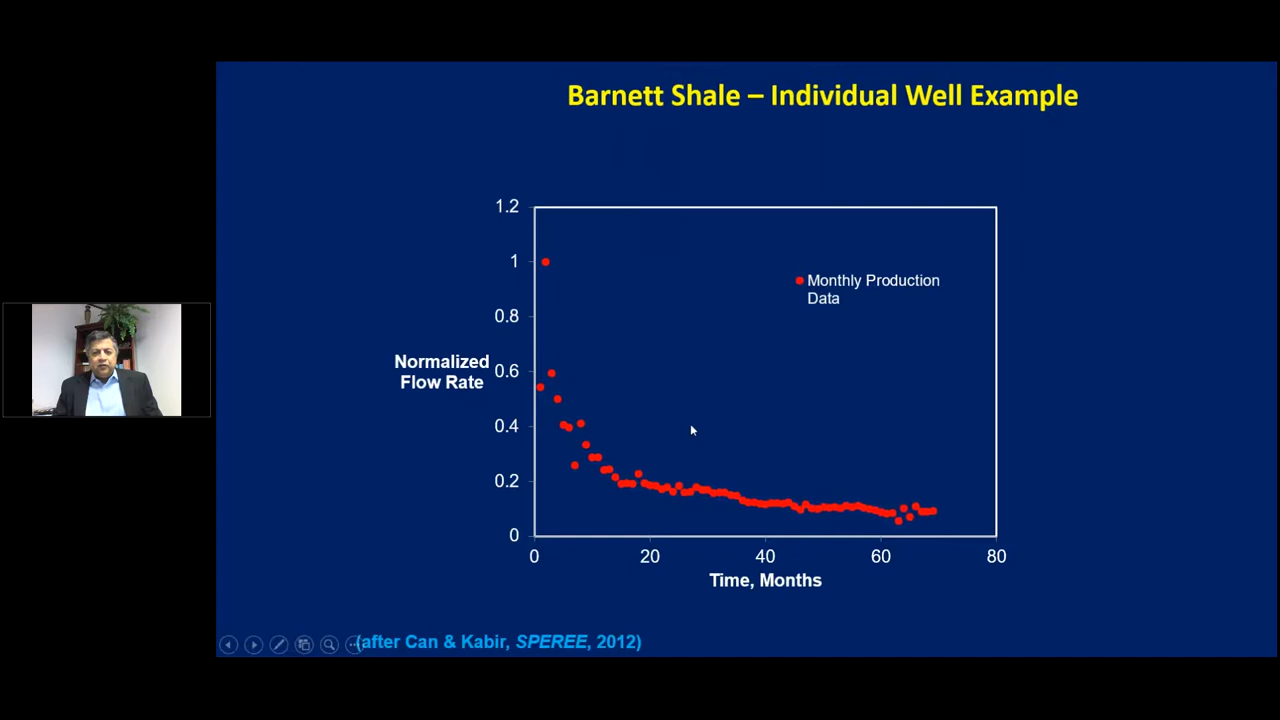 Barnett Shale – Individual Well Example
1.2
1
0.8
0.6
0.4
0.2
0
Normalized
Flow Rate
Monthly Production
Data
0 20 40 60 80
Time, Months
(after Can & Kabir, SPEREE, 2012)